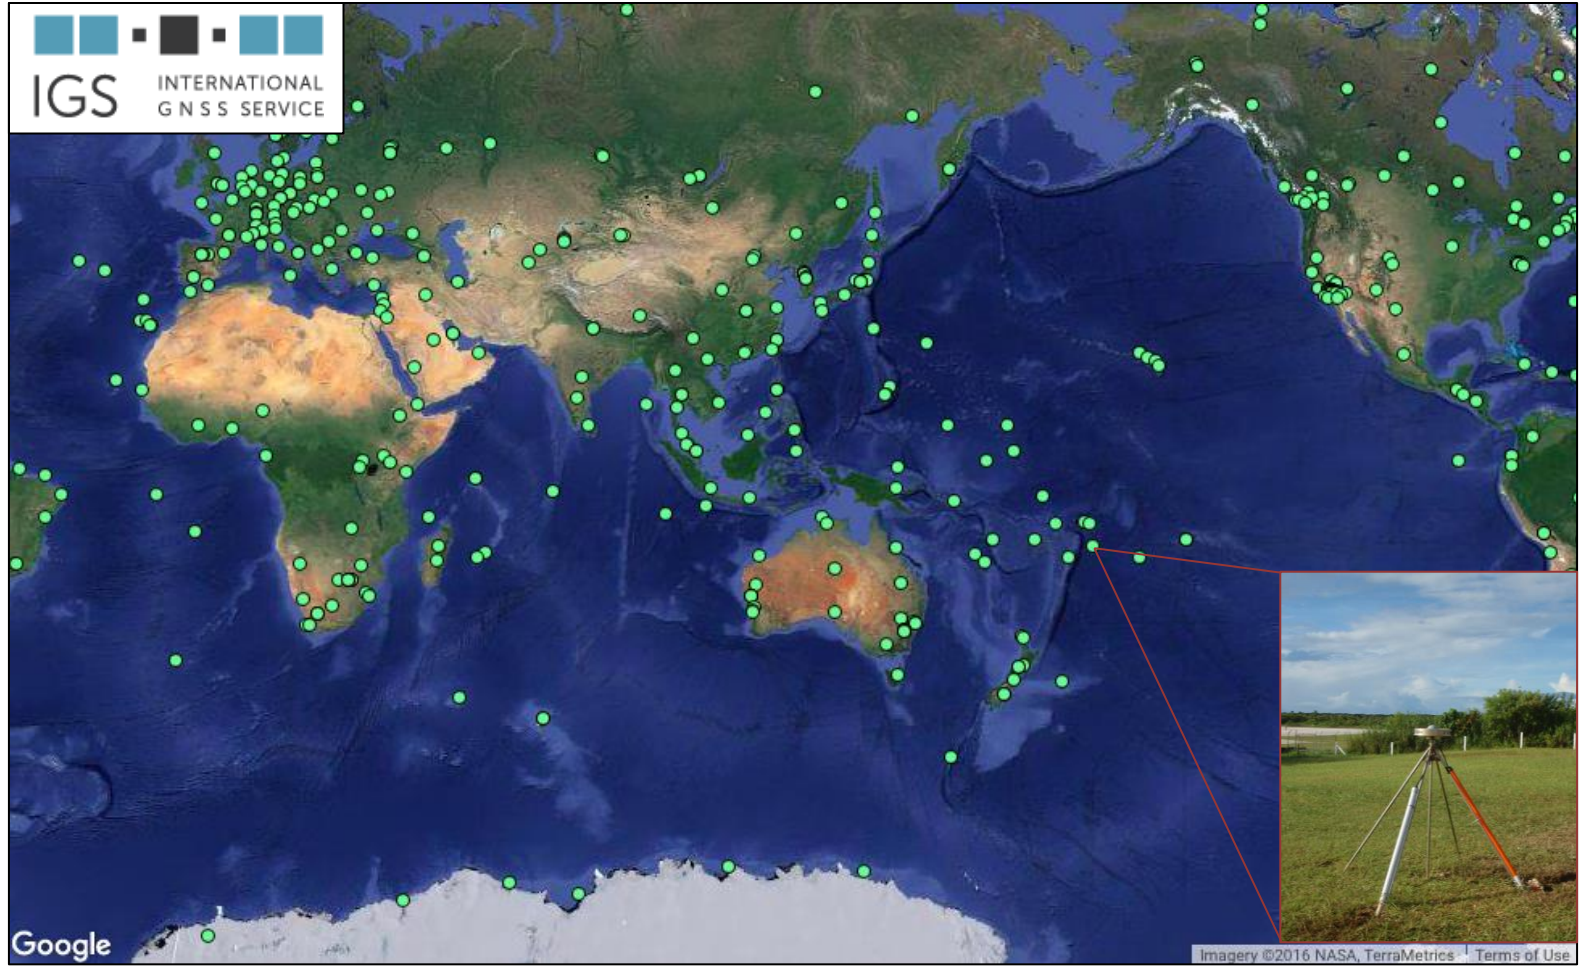 IGS
INTERNATIONAL
GNSS SERVICE
Google
Imagery ©2016 NASA, TerraMetrics
Terms of Use